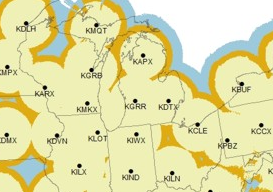 KDLH
KMQT
KAPX
KMPX
KGRB
KBUF
KARX
KMKX
KGRR
KDTX
KCLE
KCCX
KDMX
KDVN
KLOT
KIWX
KPBZ
KILX
KIND
KILN